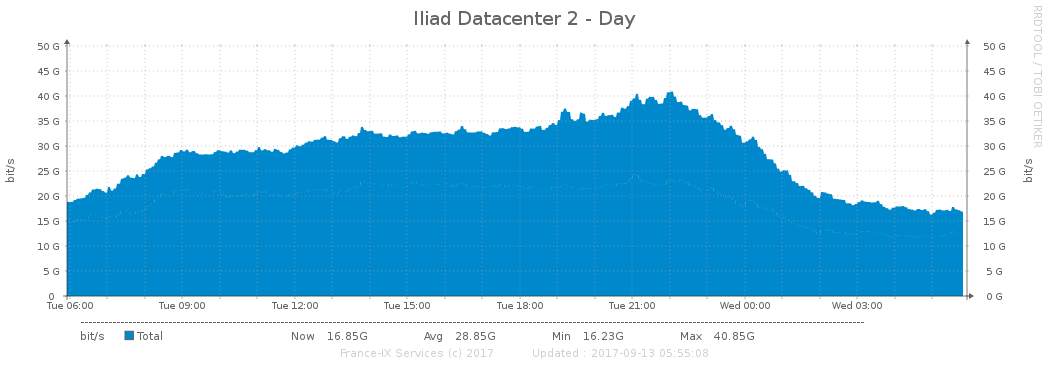 Iliad Datacenter 2 - Day
RRDTOOL / TOBI OETIKER
50 G 50 G
45 G 45 G
40 G 40 G
35 G 35 G
30 G 30 G
25 G 25 G
20 G 20 G
15 G 15 G
10 G 10 G
5 G 5 G
0 0 G
bit/s bit/s
Tue 06:00 Tue 09:00 Tue 12:00 Tue 15:00 Tue 18:00 Tue 21:00 Wed 00:00 Wed 03:00
bit/s Total Now 16.85G Avg 28.85G Min 16.23G Max 40.85G
France-IX Services (c) 2017 Updated : 2017-09-13 05:55:08